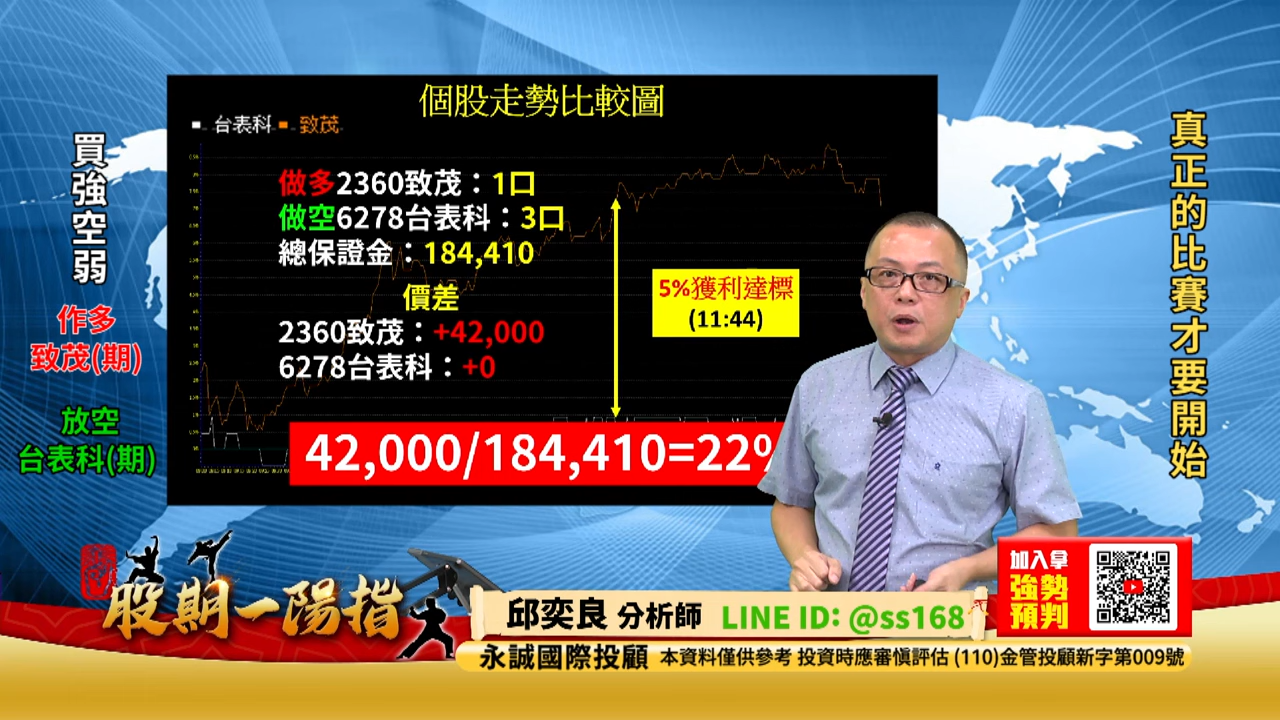 個股走勢比較圖
台表科 致茂
做多2360致茂：1口
做空6278台表科：3口
總保證金：184,410
價差
2360致茂：+42,000
6278台表科：+0
5%獲利達標
(11:44)
42,000/184,410=22%
買強空弱
作多
致茂(期)
放空
台表科(期)
真正的比賽才要開始
股期一陽指
邱奕良 分析師 LINE ID: @ss168
加入拿
強勢
預判
永誠國際投顧 本資料僅供參考 投資時應審慎評估 (110)金管投顧新字第009號